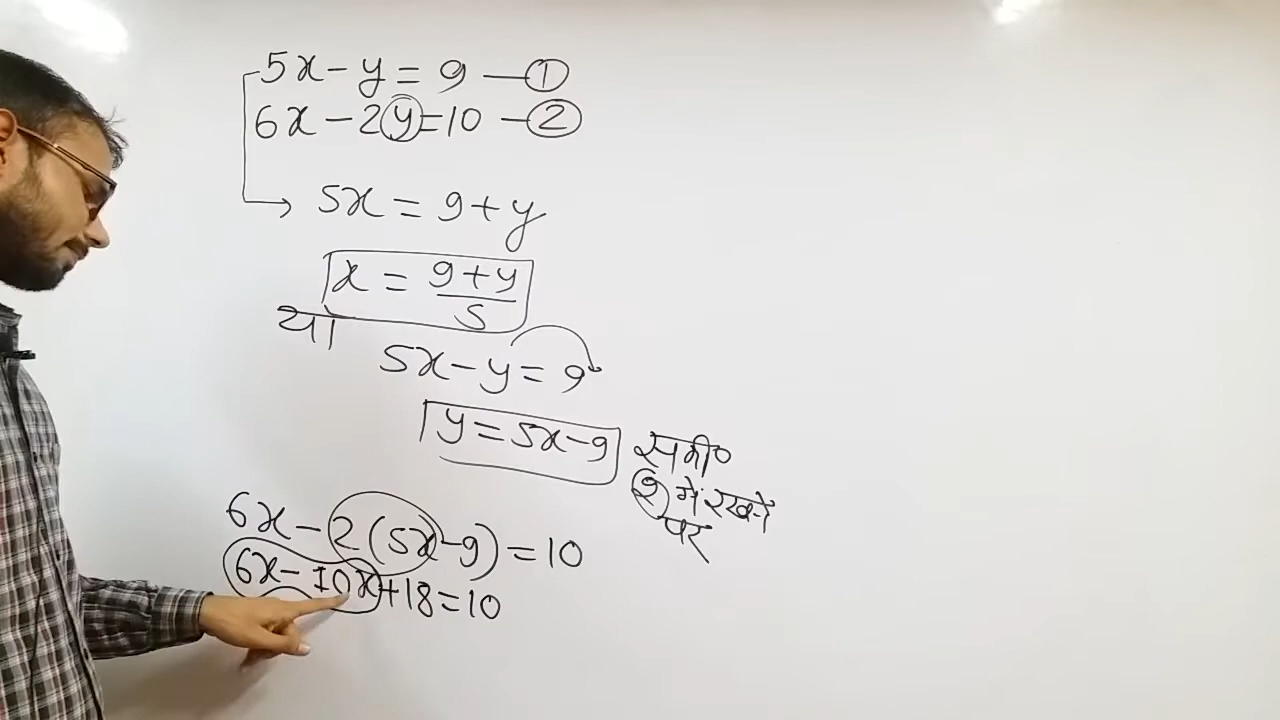 5x - y = 9 — ①
6x - 2y = 10 — ②
5x = 9 + y
x = \frac{9+y}{5}
या
5x - y = 9
y = 5x - 9
समी०
② में रखने
पर
6x - 2(5x - 9) = 10
6x - 10x + 18 = 10